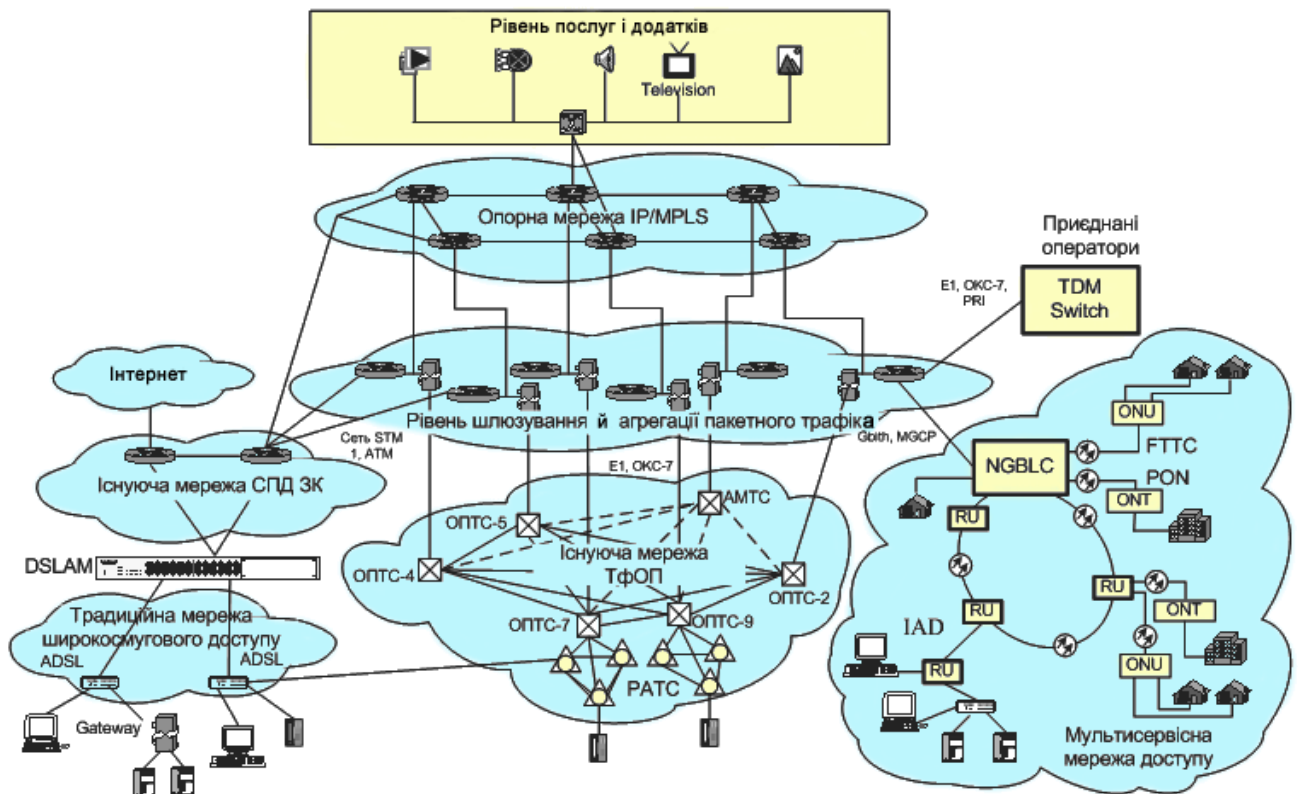 Рівень послуг і додатків
Television
Опорна мережа IP/MPLS
Приєднані
оператори
E1, ОКС-7,
PRI
TDM
Switch
Інтернет
Рівень шлюзування й агрегації пакетного трафіка
Сеть STM
1, ATM
Gbith, MGCP
E1, ОКС-7
Існуюча мережа СПД ЗК
DSLAM
Традиційна мережа
широкосмугового доступу
ADSL
ADSL
Gateway
АМТС
ОПТС-5
ОПТС-4
Існуюча мережа
ТфОП
ОПТС-2
ОПТС-7
ОПТС-9
РАТС
ONU
FTTC
NGBLC
PON
ONT
RU
RU
RU
ONT
IAD
ONU
RU
Мультисервісна
мережа доступу